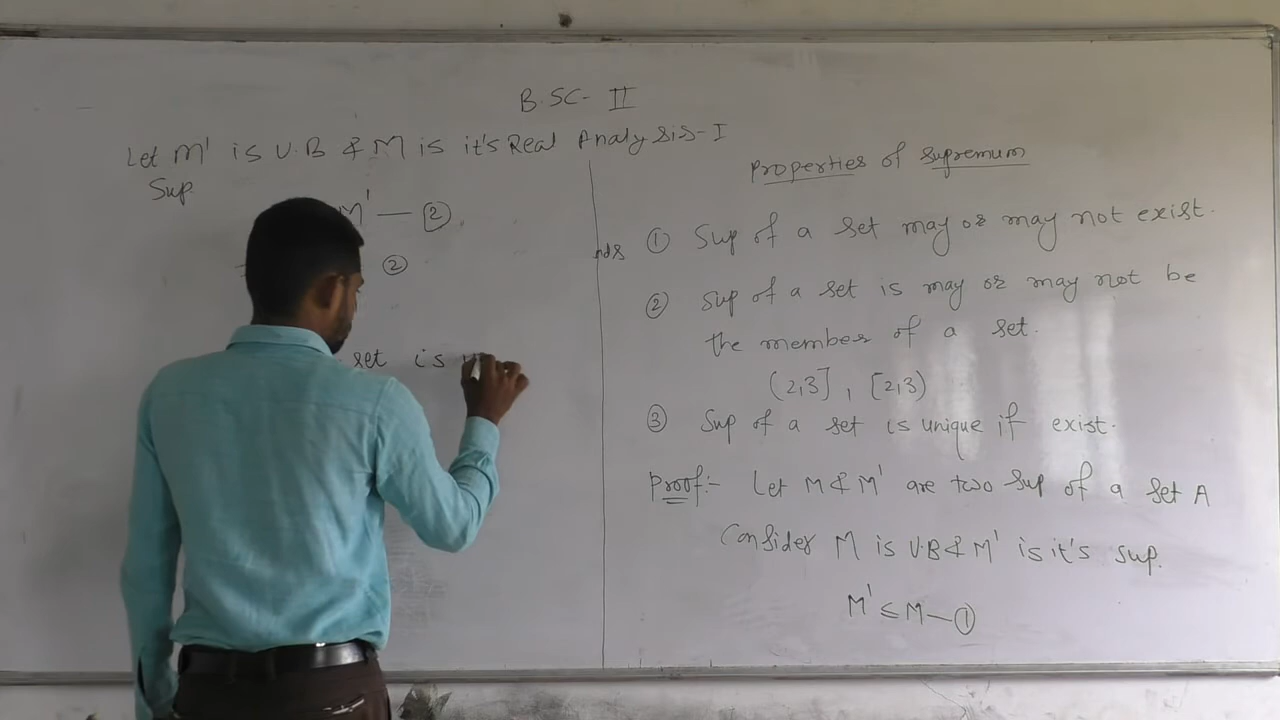 B.SC- II
Real Analysis-I
Let M' is U.B & M is it's
Sup.
M' — ②
②
set is
Properties of Supremum
nds
① Sup of a set may or may not exist.
② Sup of a set is may or may not be
the member of a set.
(2,3] , [2,3)
③ Sup of a set is unique if exist.
Proof:- Let M & M' are two sup of a set A
Consider M is U.B & M' is it's sup.
M' ≤ M — ①